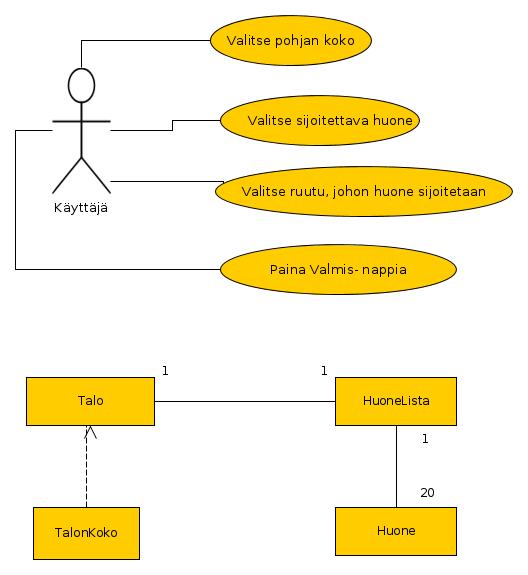 Valitse pohjan koko
Valitse sijoitettava huone
Valitse ruutu, johon huone sijoitetaan
Käyttäjä
Paina Valmis- nappia
1
1
Talo
HuoneLista
1
20
TalonKoko
Huone